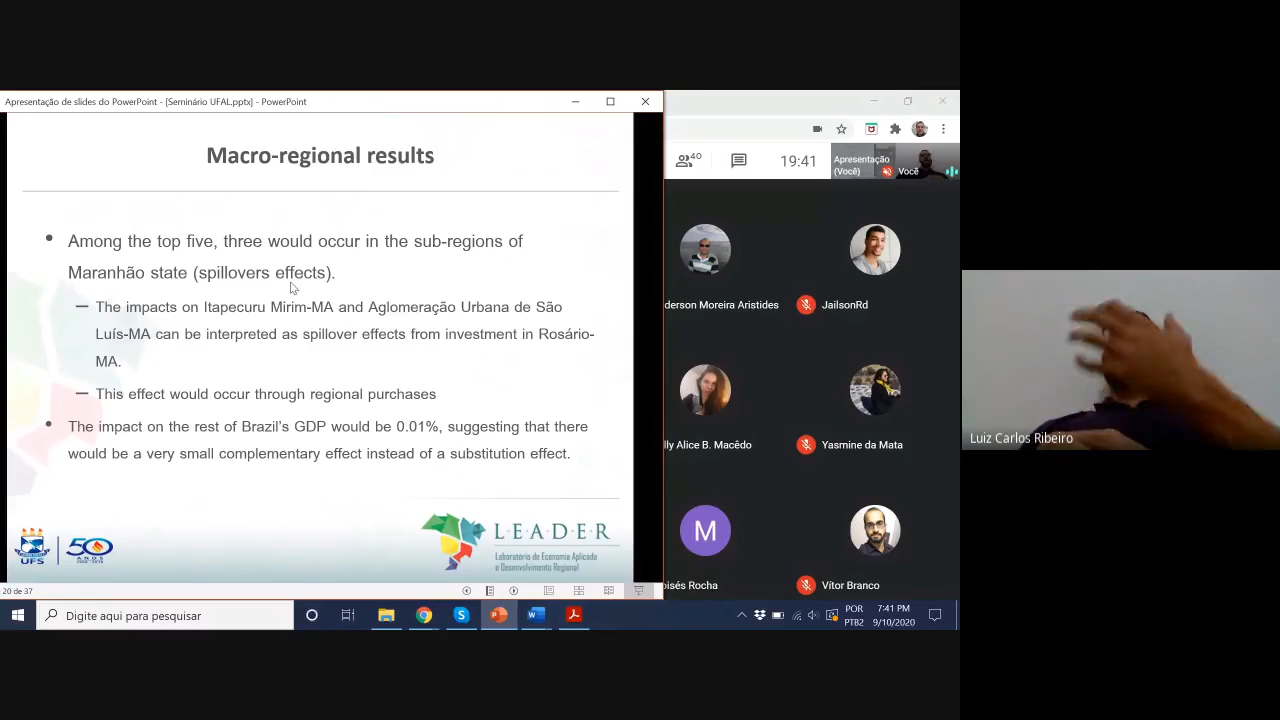 Apresentação de slides do PowerPoint - [Seminário UFAL.pptx] - PowerPoint
Macro-regional results
Among the top five, three would occur in the sub-regions of
Maranhão state (spillovers effects).
The impacts on Itapecuru Mirim-MA and Aglomeração Urbana de São
Luís-MA can be interpreted as spillover effects from investment in Rosário-
MA.
This effect would occur through regional purchases
The impact on the rest of Brazil's GDP would be 0.01%, suggesting that there
would be a very small complementary effect instead of a substitution effect.
UFS
50
ANOS
L·E·A·D·E·R
Laboratório de Economia Aplicada
e Desenvolvimento Regional
20 de 37
40
19:41
Apresentação
(Você)
Você
derson Moreira Aristides
JailsonRd
lly Alice B. Macêdo
Yasmine da Mata
M
oisés Rocha
Vítor Branco
Luiz Carlos Ribeiro
Digite aqui para pesquisar
POR
PTB2
7:41 PM
9/10/2020